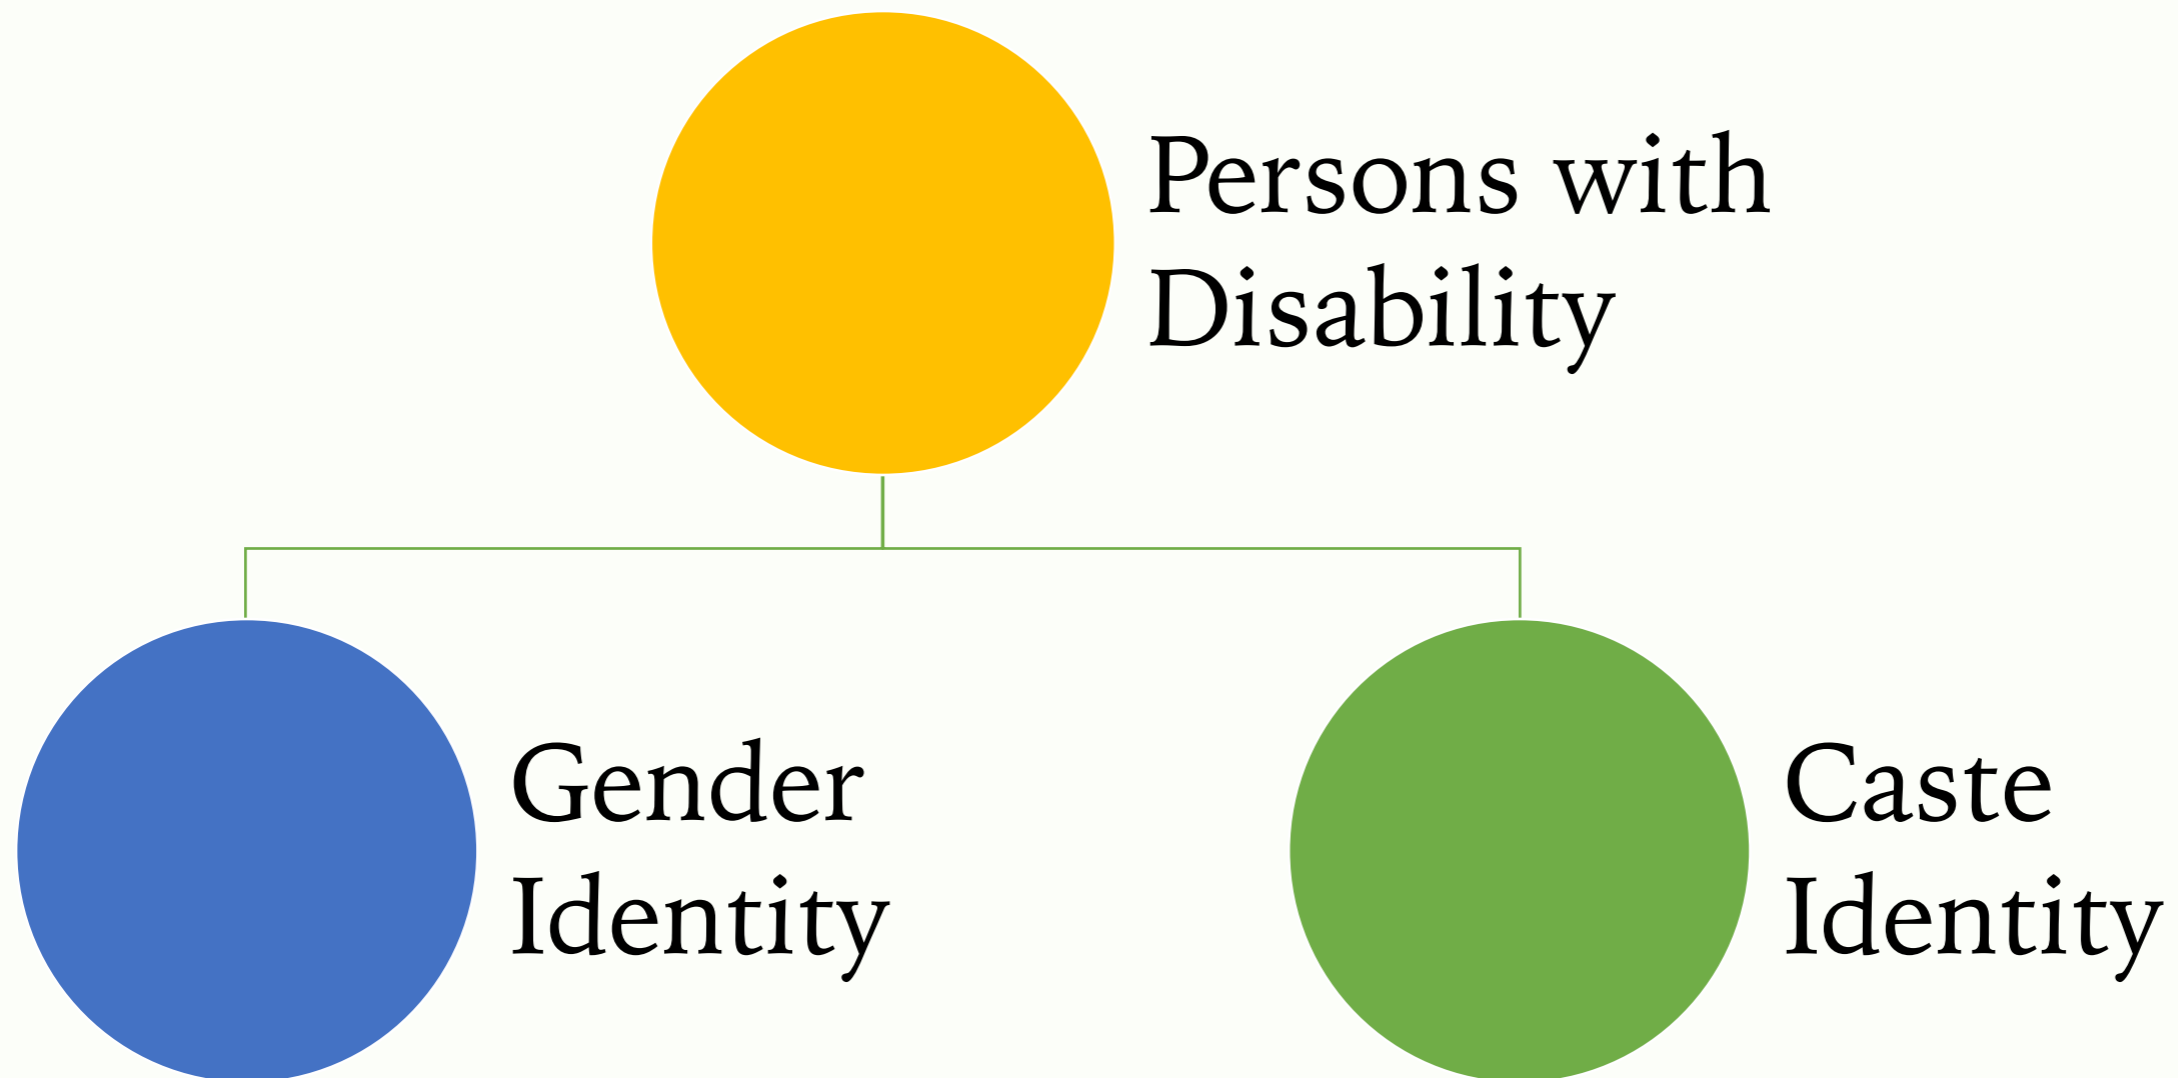 Persons with
Disability
Gender
Identity
Caste
Identity